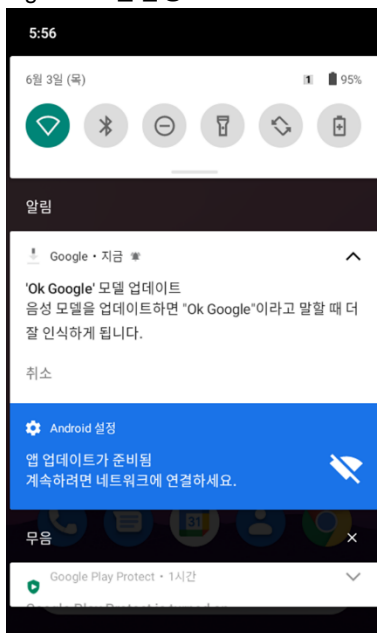 5:56
6월 3일 (목)
1
95%
알림
Google • 지금
'Ok Google' 모델 업데이트
음성 모델을 업데이트하면 "Ok Google"이라고 말할 때 더
잘 인식하게 됩니다.
취소
Android 설정
앱 업데이트가 준비됨
계속하려면 네트워크에 연결하세요.
31
무음
Google Play Protect • 1시간